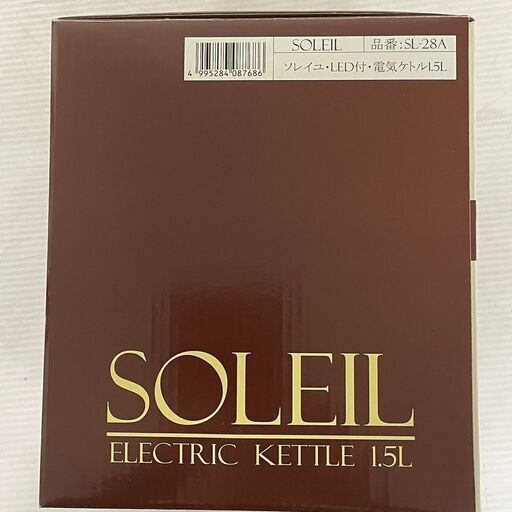 SOLEIL 品番:SL-28A
4 995284 087686
ソレイユ・LED付・電気ケトル1.5L
SOLEIL
ELECTRIC KETTLE 1.5L